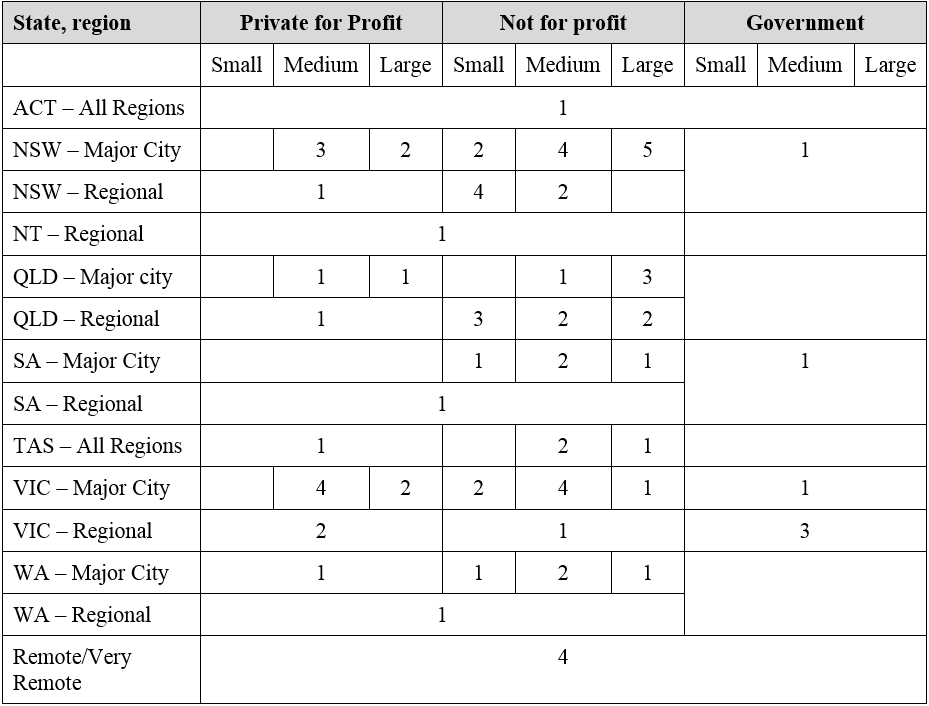 State, region Private for Profit Not for profit Government
Small Medium Large Small Medium Large Small Medium Large
ACT – All Regions 1
NSW – Major City 3 2 2 4 5 1
NSW – Regional 1 4 2
NT – Regional 1
QLD – Major city 1 1 1 3
QLD – Regional 1 3 2 2
SA – Major City 1 2 1 1
SA – Regional 1
TAS – All Regions 1 2 1
VIC – Major City 4 2 2 4 1 1
VIC – Regional 2 1 3
WA – Major City 1 1 2 1
WA – Regional 1
Remote/Very 4
Remote